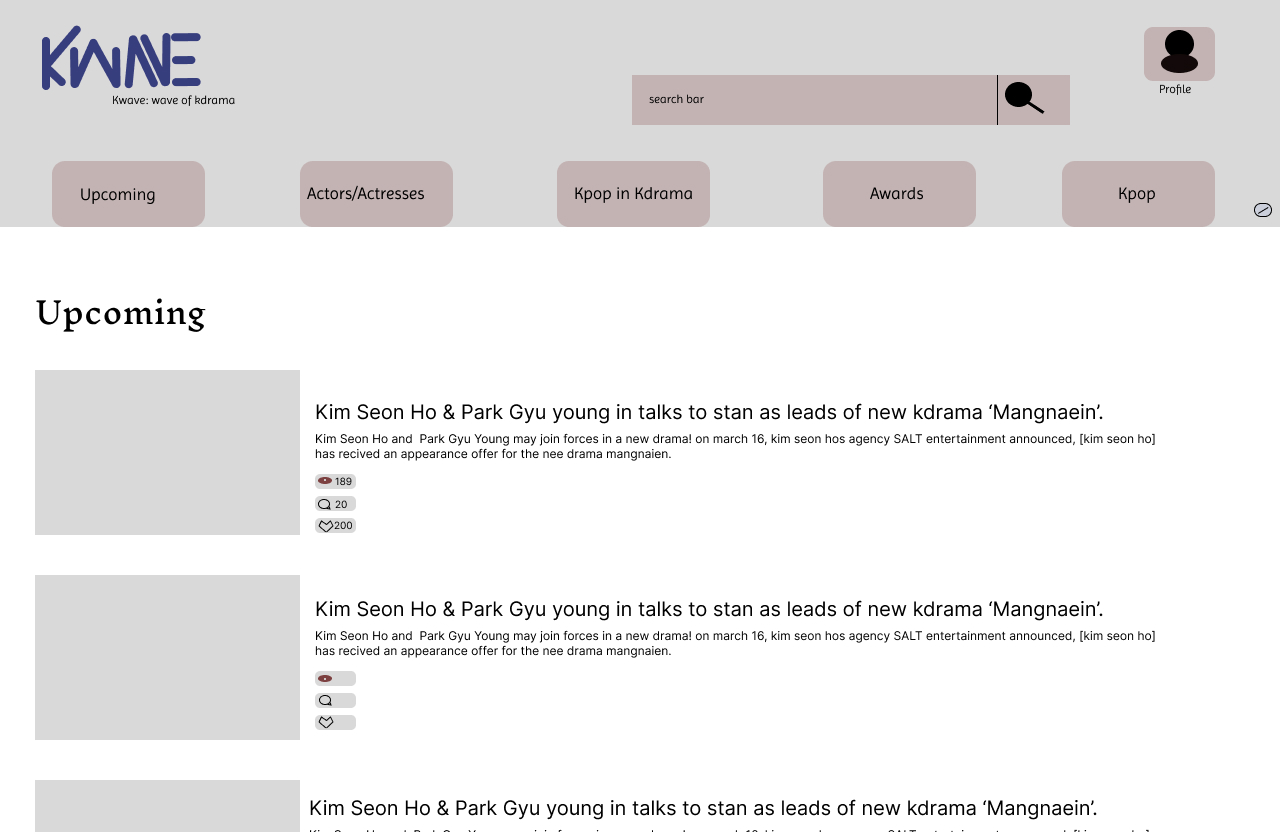 KWAVE
Kwave: wave of kdrama
search bar
Profile
Upcoming
Actors/Actresses
Kpop in Kdrama
Awards
Kpop
Upcoming
Kim Seon Ho & Park Gyu young in talks to stan as leads of new kdrama ‘Mangnaein’.
Kim Seon Ho and  Park Gyu Young may join forces in a new drama! on march 16, kim seon hos agency SALT entertainment announced, [kim seon ho]
has recived an appearance offer for the nee drama mangnaien.
189
20
200
Kim Seon Ho & Park Gyu young in talks to stan as leads of new kdrama ‘Mangnaein’.
Kim Seon Ho and  Park Gyu Young may join forces in a new drama! on march 16, kim seon hos agency SALT entertainment announced, [kim seon ho]
has recived an appearance offer for the nee drama mangnaien.
Kim Seon Ho & Park Gyu young in talks to stan as leads of new kdrama ‘Mangnaein’.